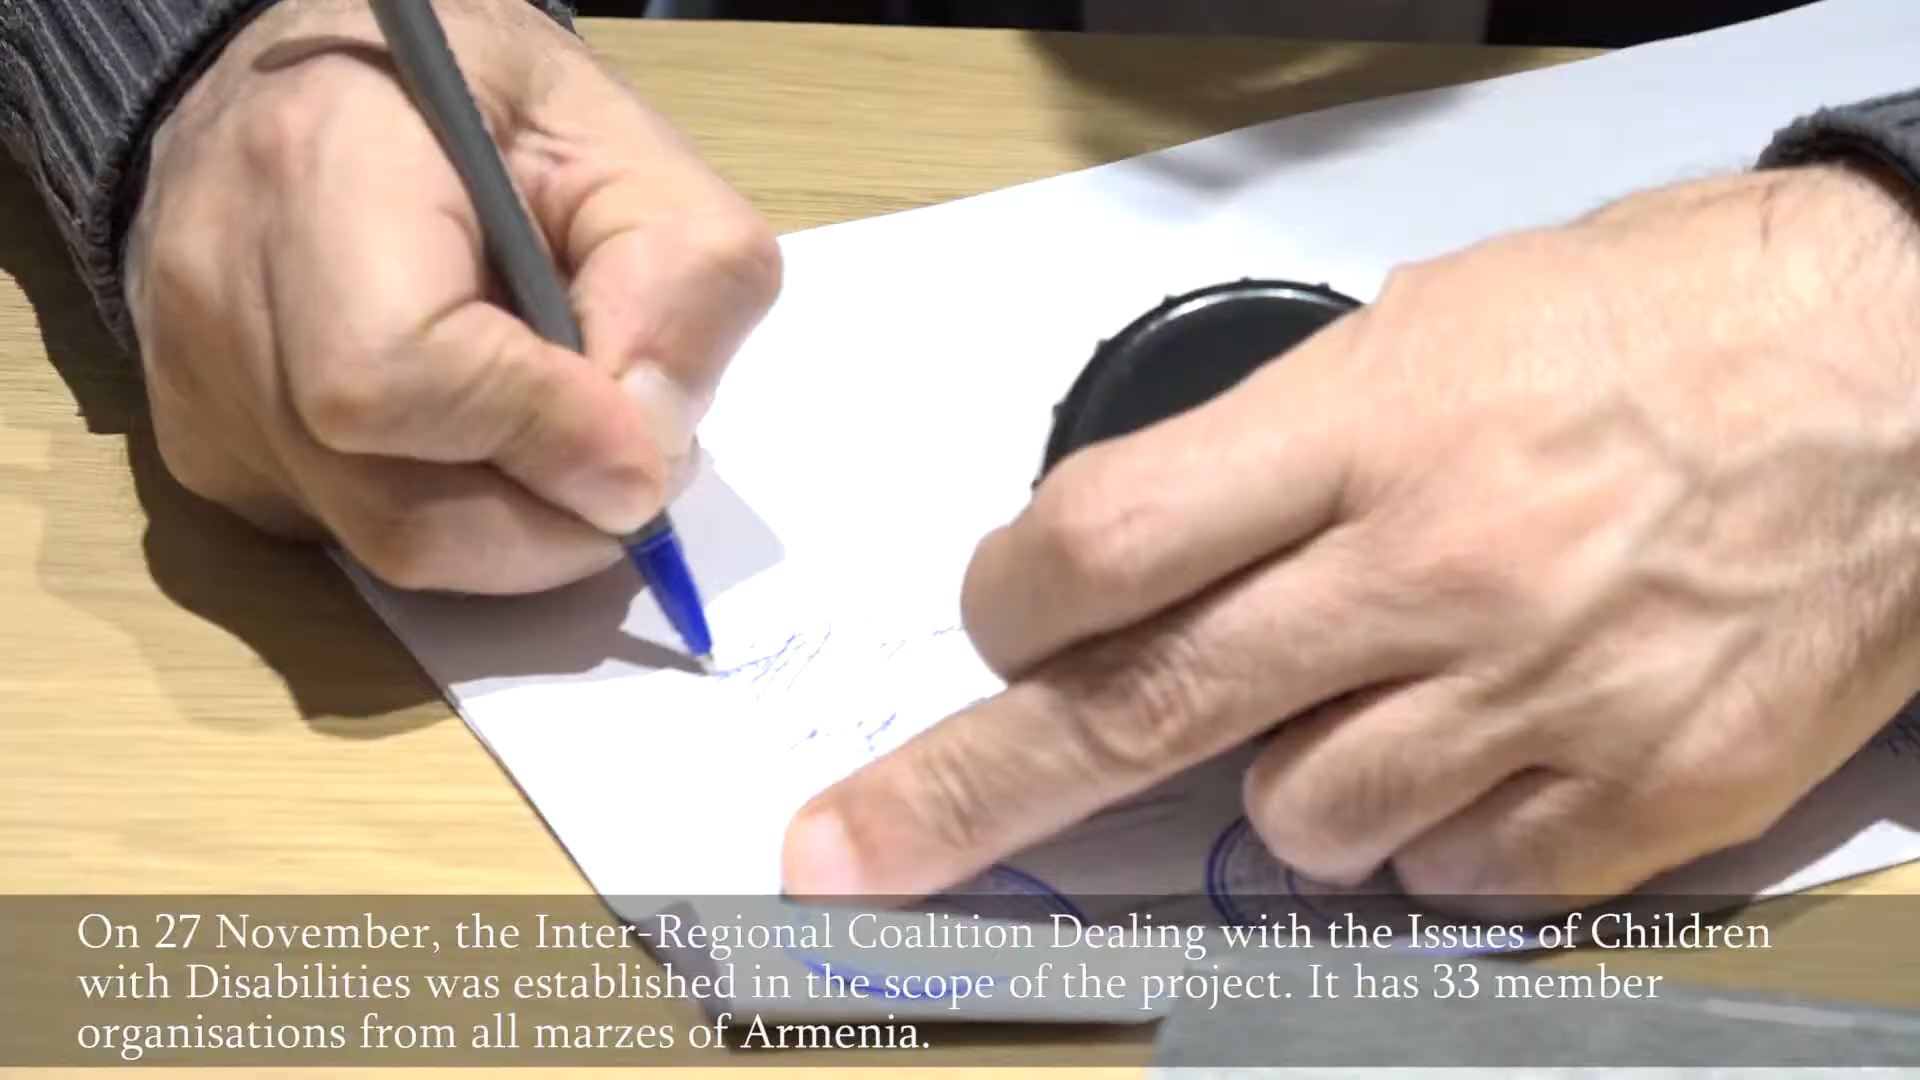 On 27 November, the Inter-Regional Coalition Dealing with the Issues of Children
with Disabilities was established in the scope of the project. It has 33 member
organisations from all marzes of Armenia.